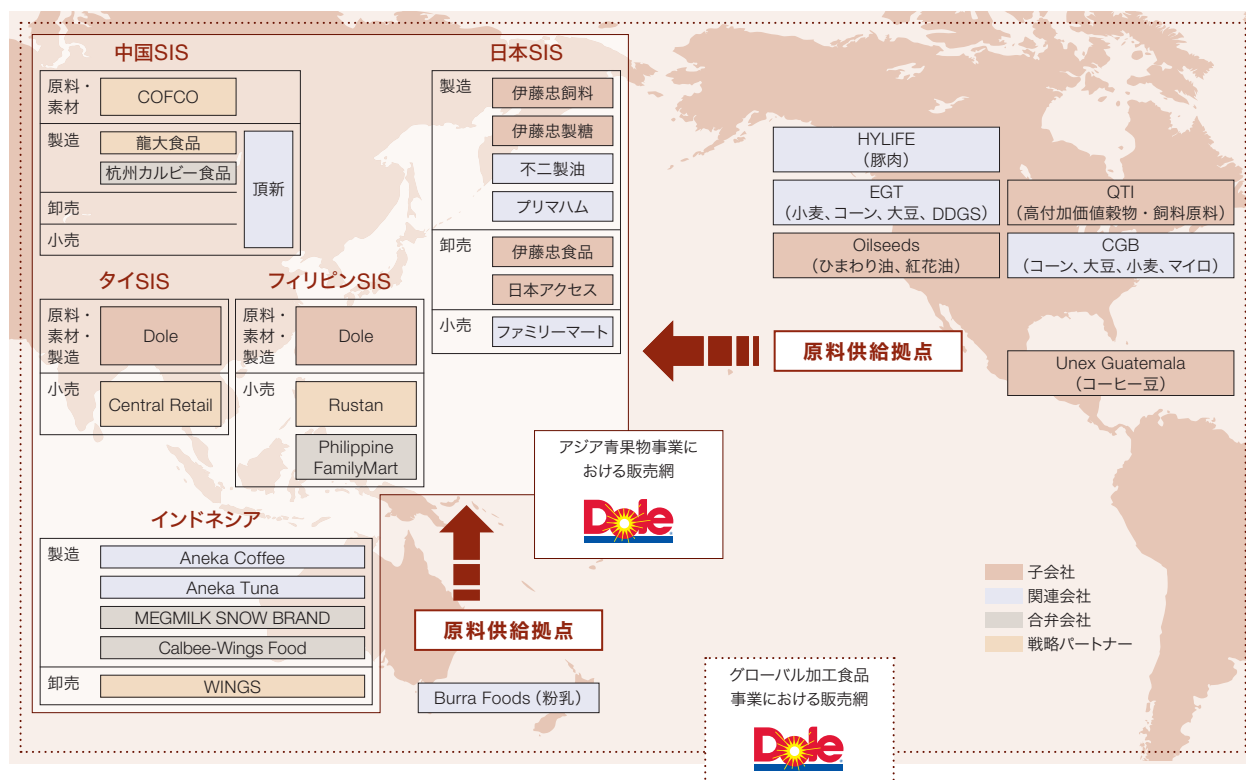 中国SIS
原料・
素材
COFCO
製造
龍大食品
杭州カルビー食品
頂新
卸売
小売
日本SIS
製造
伊藤忠飼料
伊藤忠製糖
不二製油
プリマハム
卸売
伊藤忠食品
日本アクセス
小売
ファミリーマート
タイSIS
原料・
素材・
製造
Dole
小売
Central Retail
フィリピンSIS
原料・
素材・
製造
Dole
小売
Rustan
Philippine
FamilyMart
インドネシア
製造
Aneka Coffee
Aneka Tuna
MEGMILK SNOW BRAND
Calbee-Wings Food
卸売
WINGS
HYLIFE
（豚肉）
EGT
（小麦、コーン、大豆、DDGS）
QTI
（高付加価値穀物・飼料原料）
Oilseeds
（ひまわり油、紅花油）
CGB
（コーン、大豆、小麦、マイロ）
原料供給拠点
Unex Guatemala
（コーヒー豆）
アジア青果物事業に
おける販売網
Dole
原料供給拠点
Burra Foods（粉乳）
グローバル加工食品
事業における販売網
Dole
子会社
関連会社
合弁会社
戦略パートナー